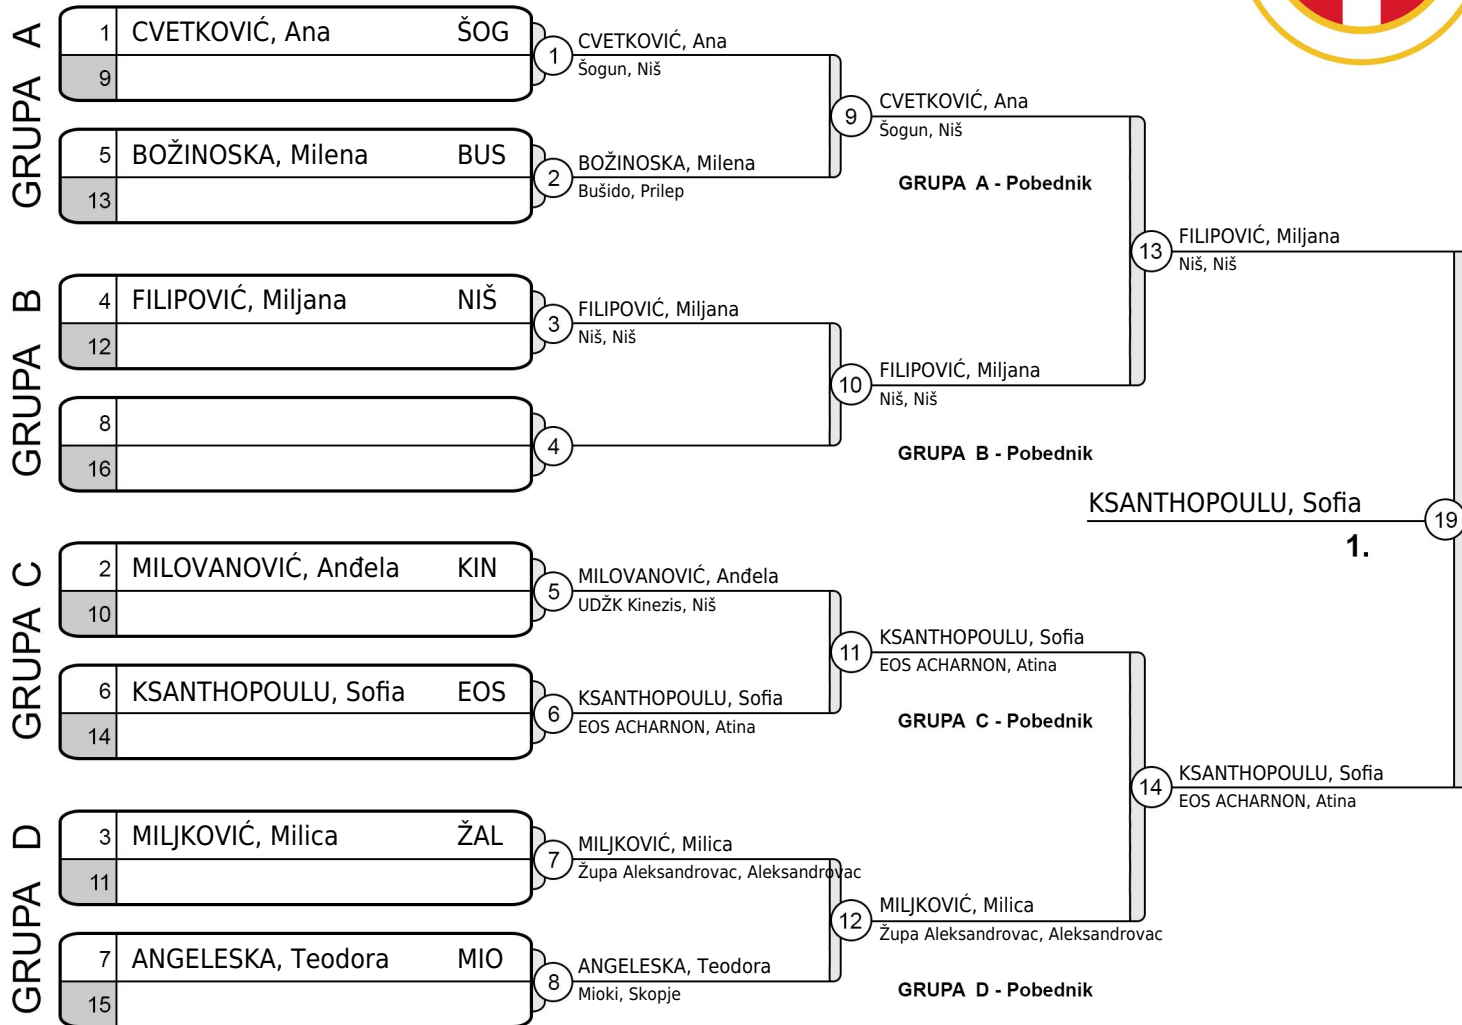 GRUPA A
1 CVETKOVIĆ, Ana ŠOG
9
5 BOŽINOSKA, Milena BUS
13
1
CVETKOVIĆ, Ana
Šogun, Niš
2
BOŽINOSKA, Milena
Bušido, Prilep
9
CVETKOVIĆ, Ana
Šogun, Niš
GRUPA A - Pobednik
GRUPA B
4 FILIPOVIĆ, Miljana NIŠ
12
8
16
3
FILIPOVIĆ, Miljana
Niš, Niš
4
10
FILIPOVIĆ, Miljana
Niš, Niš
GRUPA B - Pobednik
13
FILIPOVIĆ, Miljana
Niš, Niš
KSANTHOPOULU, Sofia
19
1.
GRUPA C
2 MILOVANOVIĆ, Anđela KIN
10
6 KSANTHOPOULU, Sofia EOS
14
5
MILOVANOVIĆ, Anđela
UDŽK Kinezis, Niš
6
KSANTHOPOULU, Sofia
EOS ACHARNON, Atina
11
KSANTHOPOULU, Sofia
EOS ACHARNON, Atina
GRUPA C - Pobednik
GRUPA D
3 MILJKOVIĆ, Milica ŽAL
11
7 ANGELESKA, Teodora MIO
15
7
MILJKOVIĆ, Milica
Župa Aleksandrovac, Aleksandrovac
8
ANGELESKA, Teodora
Mioki, Skopje
12
MILJKOVIĆ, Milica
Župa Aleksandrovac, Aleksandrovac
GRUPA D - Pobednik
14
KSANTHOPOULU, Sofia
EOS ACHARNON, Atina